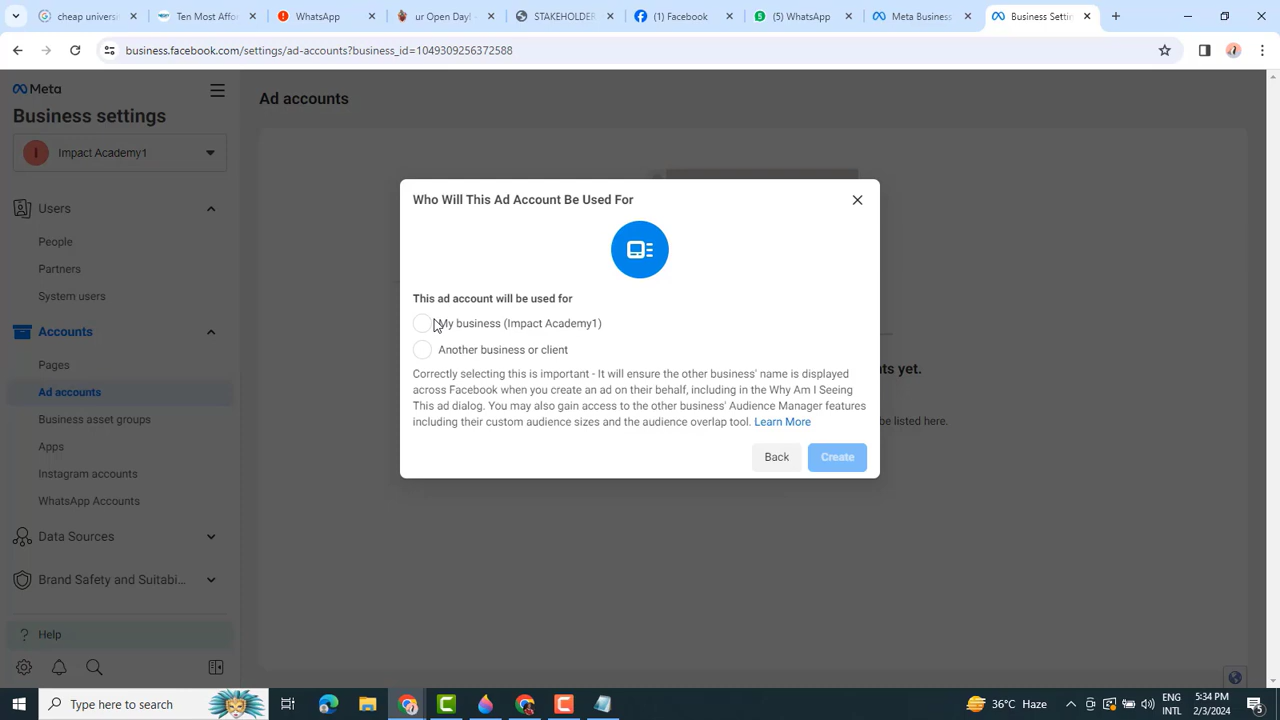 cheap univers
Ten Most Affor
WhatsApp
ur Open Day!
STAKEHOLDER
(1) Facebook
(5) WhatsApp
Meta Business
Business Setti
business.facebook.com/settings/ad-accounts?business_id=1049309256372588
Meta
Business settings
I
Impact Academy1
Users
People
Partners
System users
Accounts
Pages
Ad accounts
Business asset groups
Apps
Instagram accounts
WhatsApp Accounts
Data Sources
Brand Safety and Suitabi...
? Help
Ad accounts
nts yet.
be listed here.
Who Will This Ad Account Be Used For
This ad account will be used for
My business (Impact Academy1)
Another business or client
Correctly selecting this is important - It will ensure the other business' name is displayed
across Facebook when you create an ad on their behalf, including in the Why Am I Seeing
This ad dialog. You may also gain access to the other business' Audience Manager features
including their custom audience sizes and the audience overlap tool. Learn More
Back
Create
Type here to search
36°C Haze
ENG
INTL
5:34 PM
2/3/2024
5